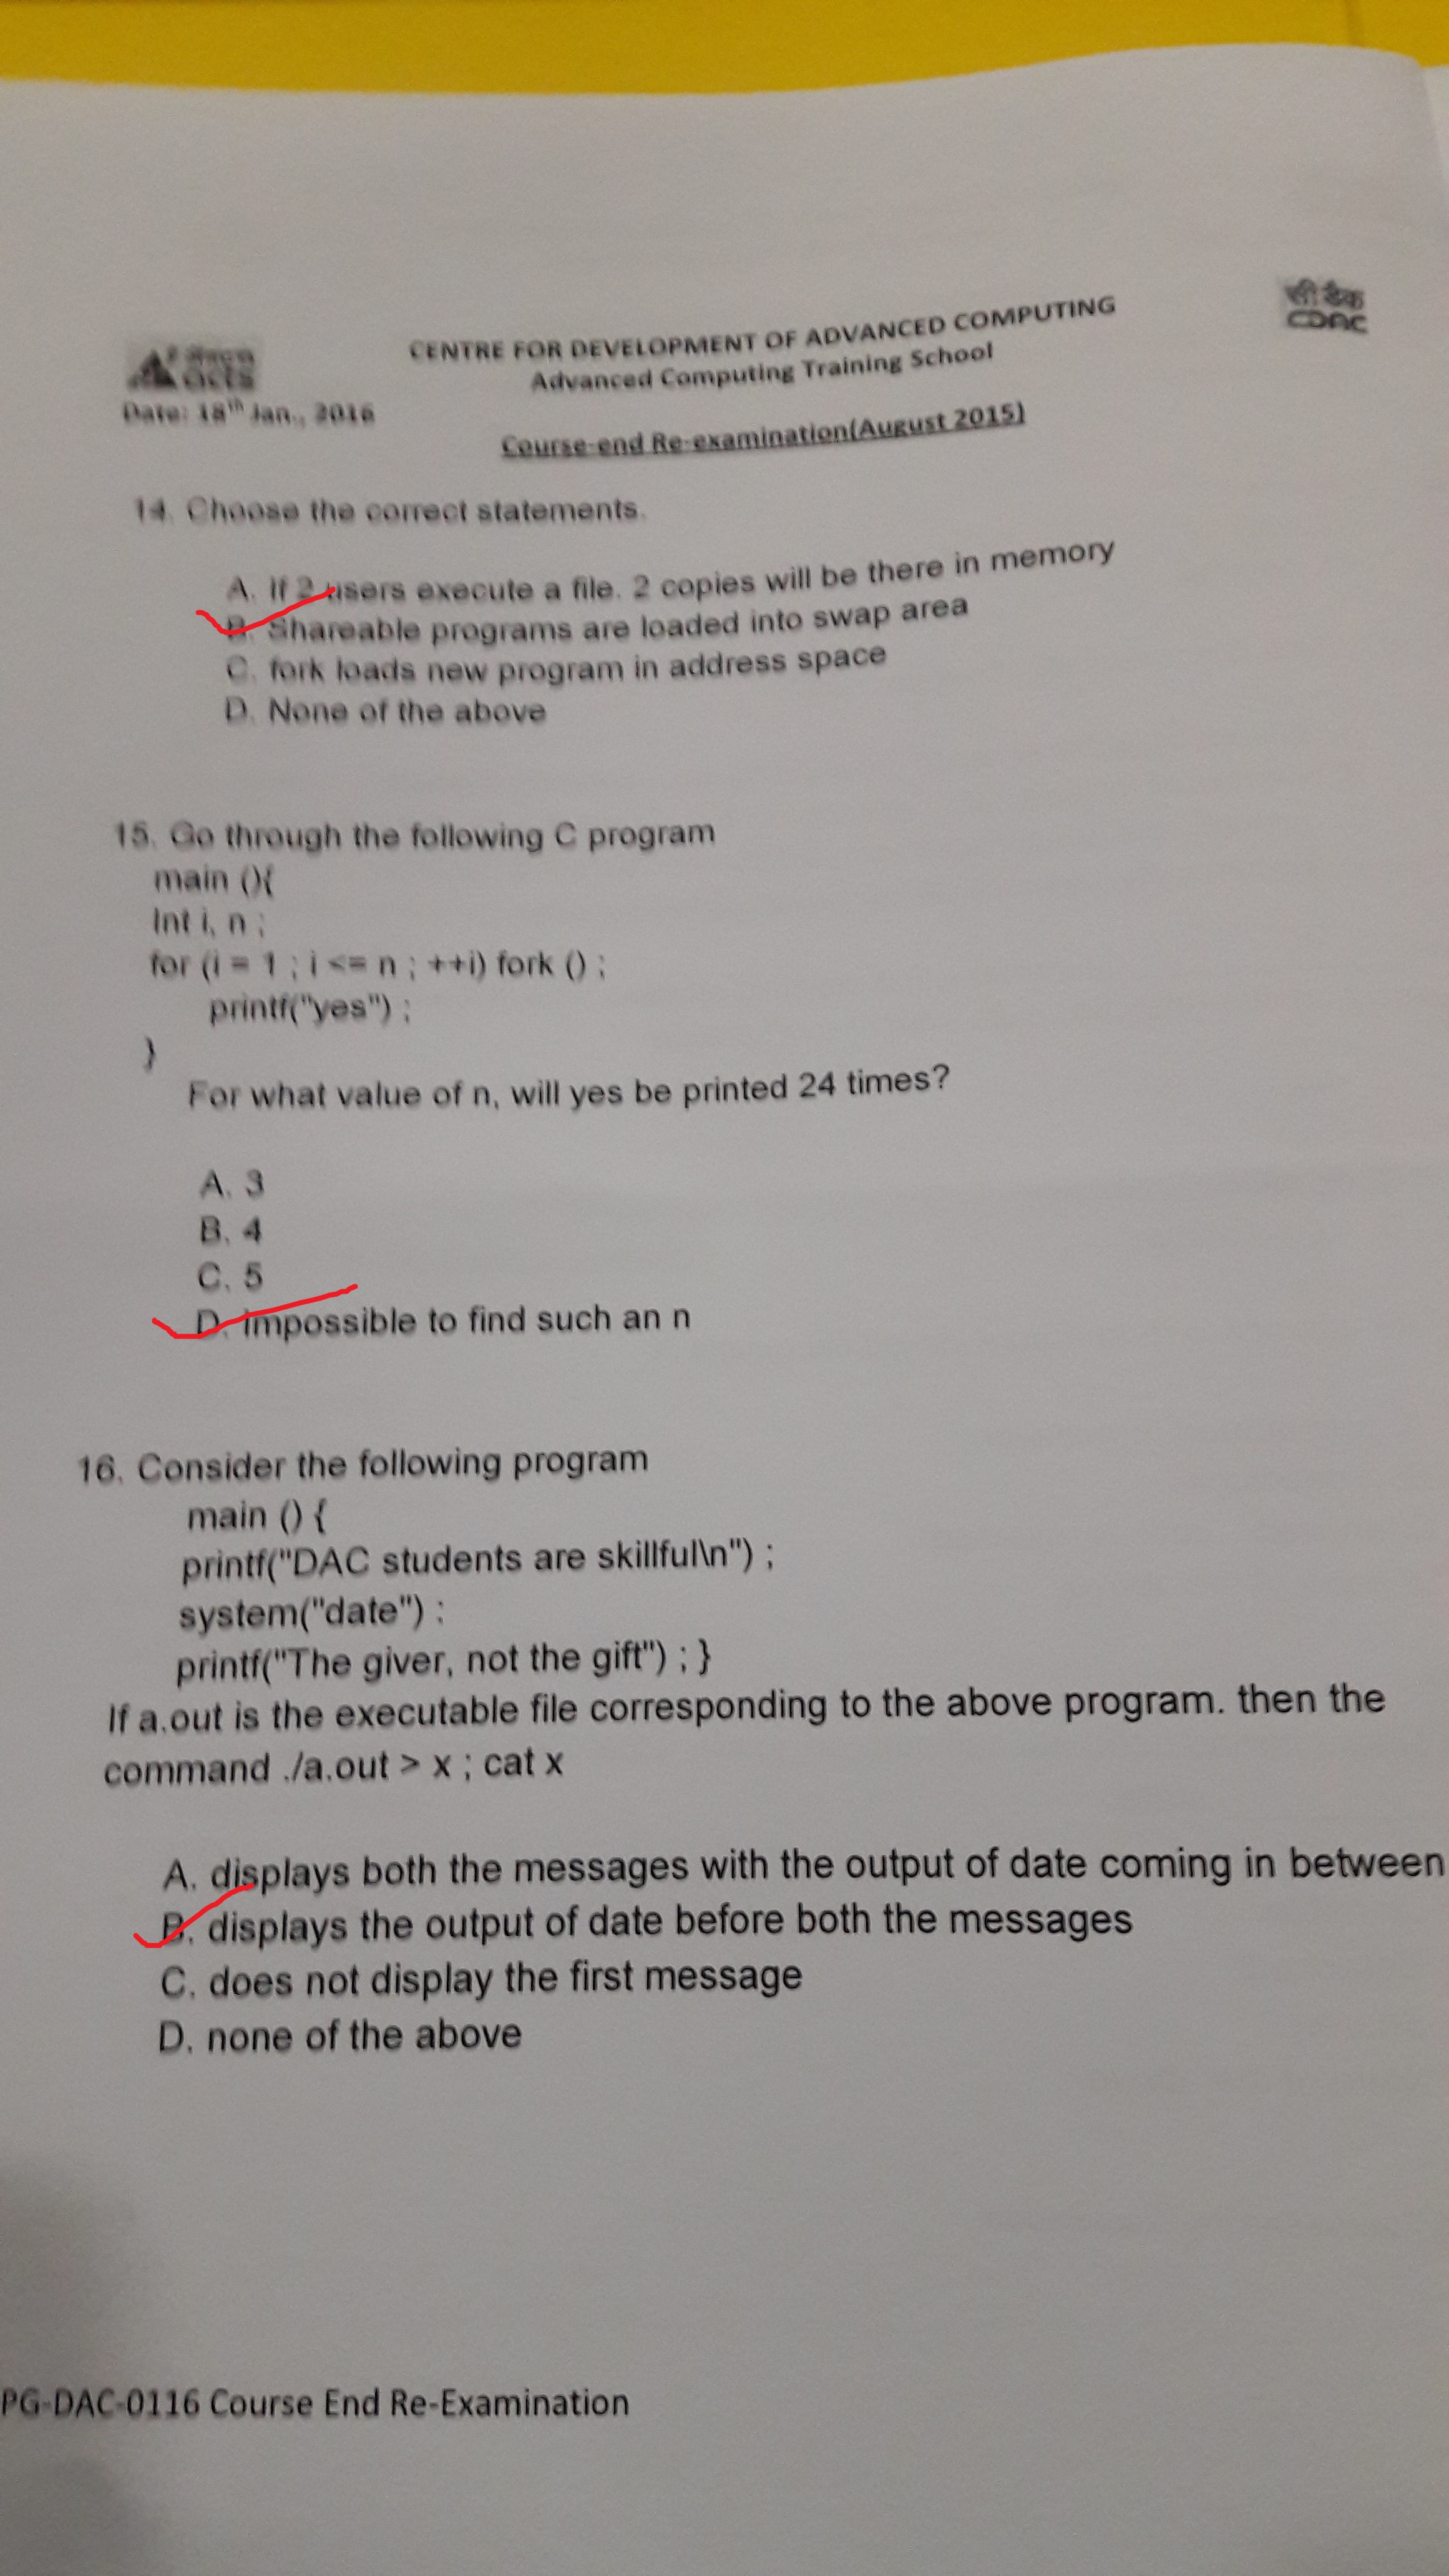 CENTRE FOR DEVELOPMENT OF ADVANCED COMPUTING
Advanced Computing Training School
Date: 18th Jan., 2016
Course-end Re-examination(August 2015)
सी डैक
CDAC
14. Choose the correct statements.
A. If 2 users execute a file. 2 copies will be there in memory
B. Shareable programs are loaded into swap area
C. fork loads new program in address space
D. None of the above
15. Go through the following C program
main (){
Int i, n ;
for (i = 1 ; i <= n ; ++i) fork () ;
printf("yes") ;
}
For what value of n, will yes be printed 24 times?
A. 3
B. 4
C. 5
D. Impossible to find such an n
16. Consider the following program
main () {
printf("DAC students are skillful\n") ;
system("date") ;
printf("The giver, not the gift") ; }
If a.out is the executable file corresponding to the above program. then the
command ./a.out > x ; cat x
A. displays both the messages with the output of date coming in between
B. displays the output of date before both the messages
C. does not display the first message
D. none of the above
PG-DAC-0116 Course End Re-Examination